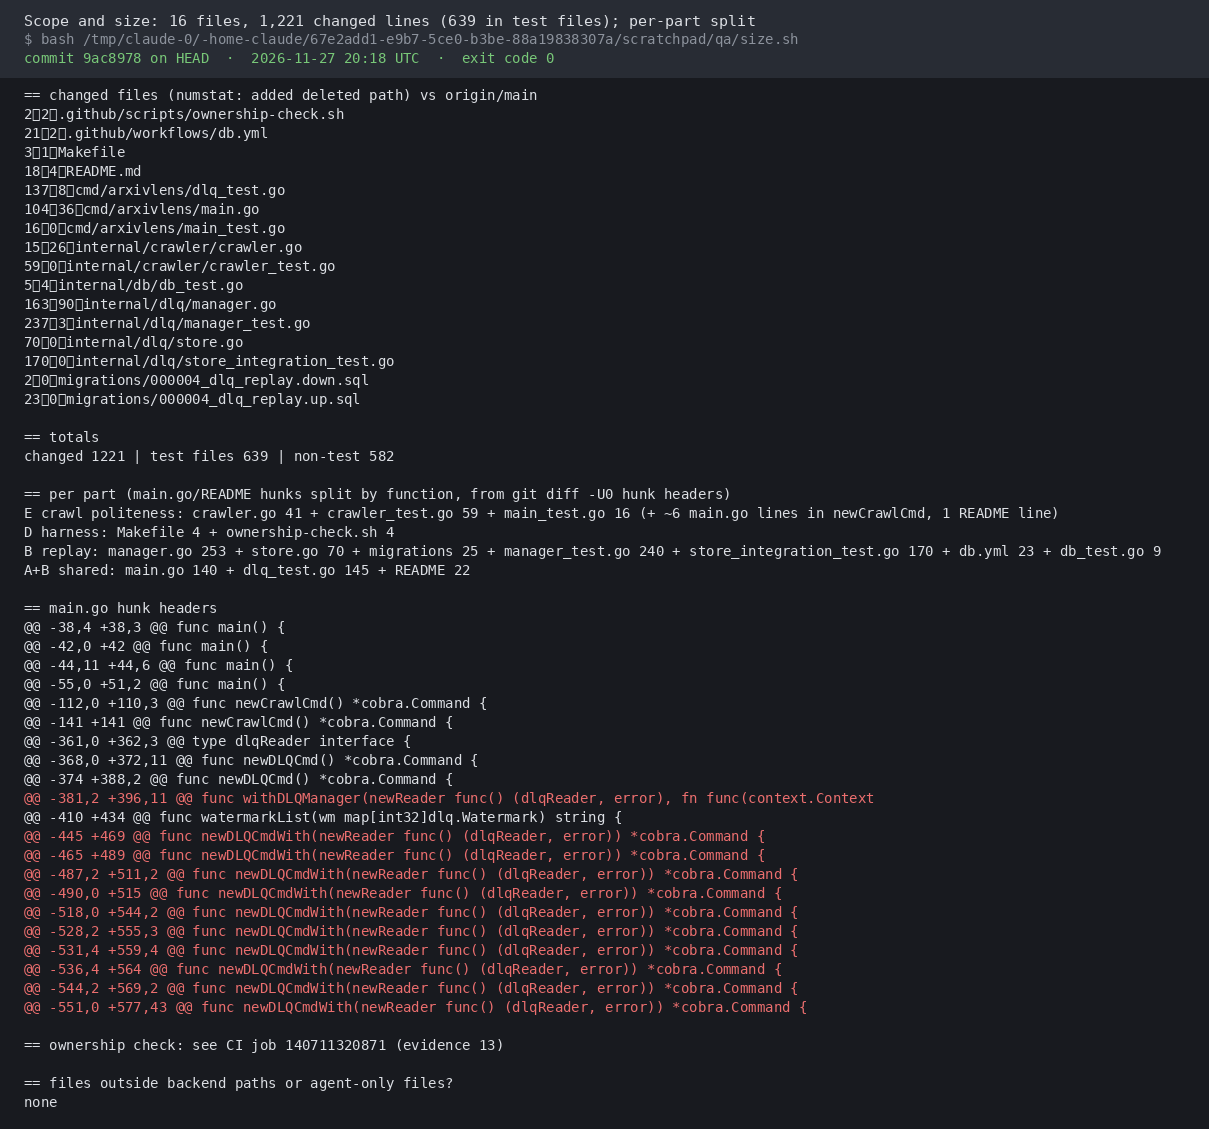 Scope and size: 16 files, 1,221 changed lines (639 in test files); per-part split
$ bash /tmp/claude-0/-home-claude/67e2add1-e9b7-5ce0-b3be-88a19838307a/scratchpad/qa/size.sh
commit 9ac8978 on HEAD · 2026-11-27 20:18 UTC · exit code 0
== changed files (numstat: added deleted path) vs origin/main
2▯2▯.github/scripts/ownership-check.sh
21▯2▯.github/workflows/db.yml
3▯1▯Makefile
18▯4▯README.md
137▯8▯cmd/arxivlens/dlq_test.go
104▯36▯cmd/arxivlens/main.go
16▯0▯cmd/arxivlens/main_test.go
15▯26▯internal/crawler/crawler.go
59▯0▯internal/crawler/crawler_test.go
5▯4▯internal/db/db_test.go
163▯90▯internal/dlq/manager.go
237▯3▯internal/dlq/manager_test.go
70▯0▯internal/dlq/store.go
170▯0▯internal/dlq/store_integration_test.go
2▯0▯migrations/000004_dlq_replay.down.sql
23▯0▯migrations/000004_dlq_replay.up.sql
== totals
changed 1221 | test files 639 | non-test 582
== per part (main.go/README hunks split by function, from git diff -U0 hunk headers)
E crawl politeness: crawler.go 41 + crawler_test.go 59 + main_test.go 16 (+ ~6 main.go lines in newCrawlCmd, 1 README line)
D harness: Makefile 4 + ownership-check.sh 4
B replay: manager.go 253 + store.go 70 + migrations 25 + manager_test.go 240 + store_integration_test.go 170 + db.yml 23 + db_test.go 9
A+B shared: main.go 140 + dlq_test.go 145 + README 22
== main.go hunk headers
@@ -38,4 +38,3 @@ func main() {
@@ -42,0 +42 @@ func main() {
@@ -44,11 +44,6 @@ func main() {
@@ -55,0 +51,2 @@ func main() {
@@ -112,0 +110,3 @@ func newCrawlCmd() *cobra.Command {
@@ -141 +141 @@ func newCrawlCmd() *cobra.Command {
@@ -361,0 +362,3 @@ type dlqReader interface {
@@ -368,0 +372,11 @@ func newDLQCmd() *cobra.Command {
@@ -374 +388,2 @@ func newDLQCmd() *cobra.Command {
@@ -381,2 +396,11 @@ func withDLQManager(newReader func() (dlqReader, error), fn func(context.Context
@@ -410 +434 @@ func watermarkList(wm map[int32]dlq.Watermark) string {
@@ -445 +469 @@ func newDLQCmdWith(newReader func() (dlqReader, error)) *cobra.Command {
@@ -465 +489 @@ func newDLQCmdWith(newReader func() (dlqReader, error)) *cobra.Command {
@@ -487,2 +511,2 @@ func newDLQCmdWith(newReader func() (dlqReader, error)) *cobra.Command {
@@ -490,0 +515 @@ func newDLQCmdWith(newReader func() (dlqReader, error)) *cobra.Command {
@@ -518,0 +544,2 @@ func newDLQCmdWith(newReader func() (dlqReader, error)) *cobra.Command {
@@ -528,2 +555,3 @@ func newDLQCmdWith(newReader func() (dlqReader, error)) *cobra.Command {
@@ -531,4 +559,4 @@ func newDLQCmdWith(newReader func() (dlqReader, error)) *cobra.Command {
@@ -536,4 +564 @@ func newDLQCmdWith(newReader func() (dlqReader, error)) *cobra.Command {
@@ -544,2 +569,2 @@ func newDLQCmdWith(newReader func() (dlqReader, error)) *cobra.Command {
@@ -551,0 +577,43 @@ func newDLQCmdWith(newReader func() (dlqReader, error)) *cobra.Command {
== ownership check: see CI job 140711320871 (evidence 13)
== files outside backend paths or agent-only files?
none